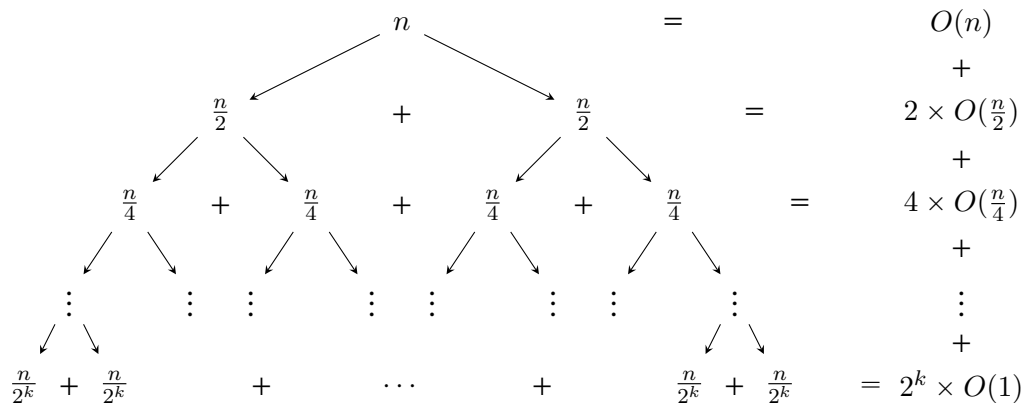 n = O(n)
+
n/2 + n/2 = 2 × O(n/2)
+
n/4 + n/4 + n/4 + n/4 = 4 × O(n/4)
+
⋮ ⋮ ⋮ ⋮ ⋮ ⋮ ⋮ ⋮ ⋮
+
n/2^k + n/2^k + ⋯ + n/2^k + n/2^k = 2^k × O(1)